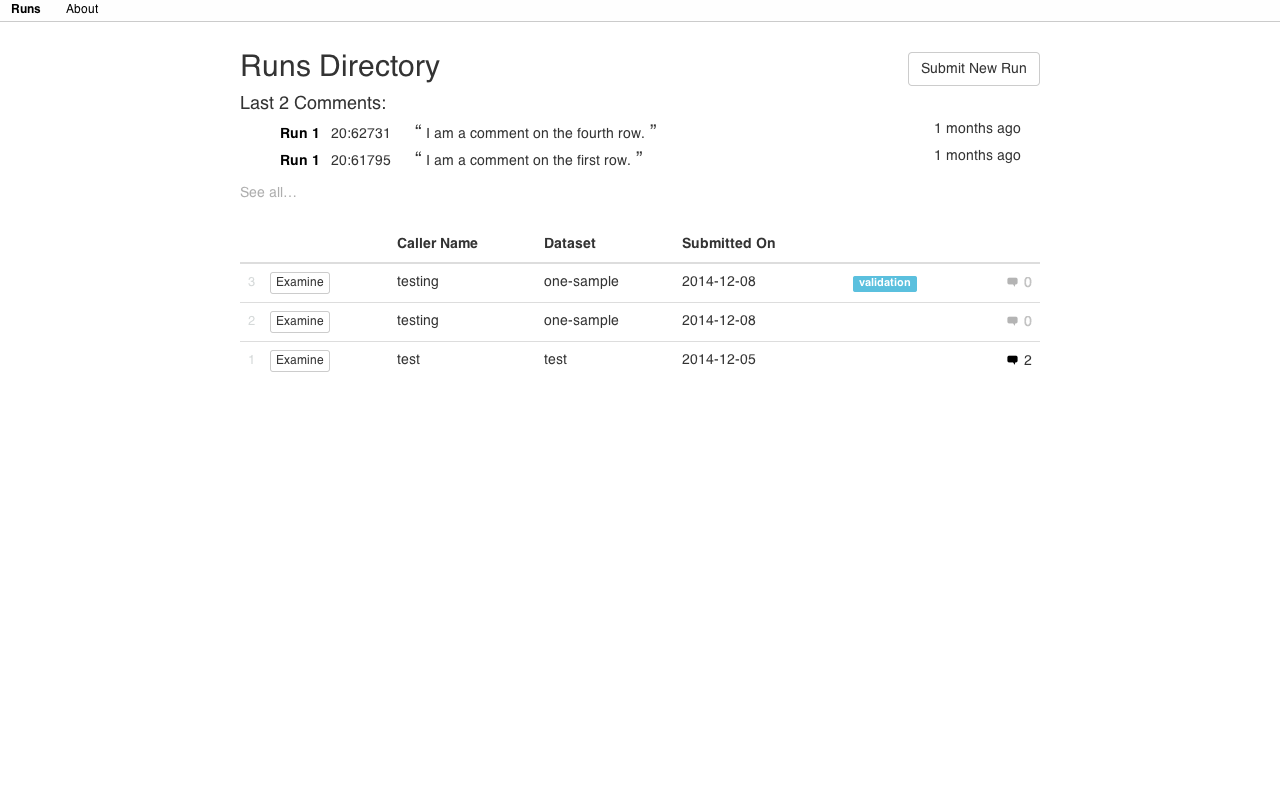 Runs About
Runs Directory Submit New Run
Last 2 Comments:
Run 1 20:62731 “ I am a comment on the fourth row. ” 1 months ago
Run 1 20:61795 “ I am a comment on the first row. ” 1 months ago
See all…
Caller Name Dataset Submitted On
3 Examine testing one-sample 2014-12-08 validation 0
2 Examine testing one-sample 2014-12-08 0
1 Examine test test 2014-12-05 2